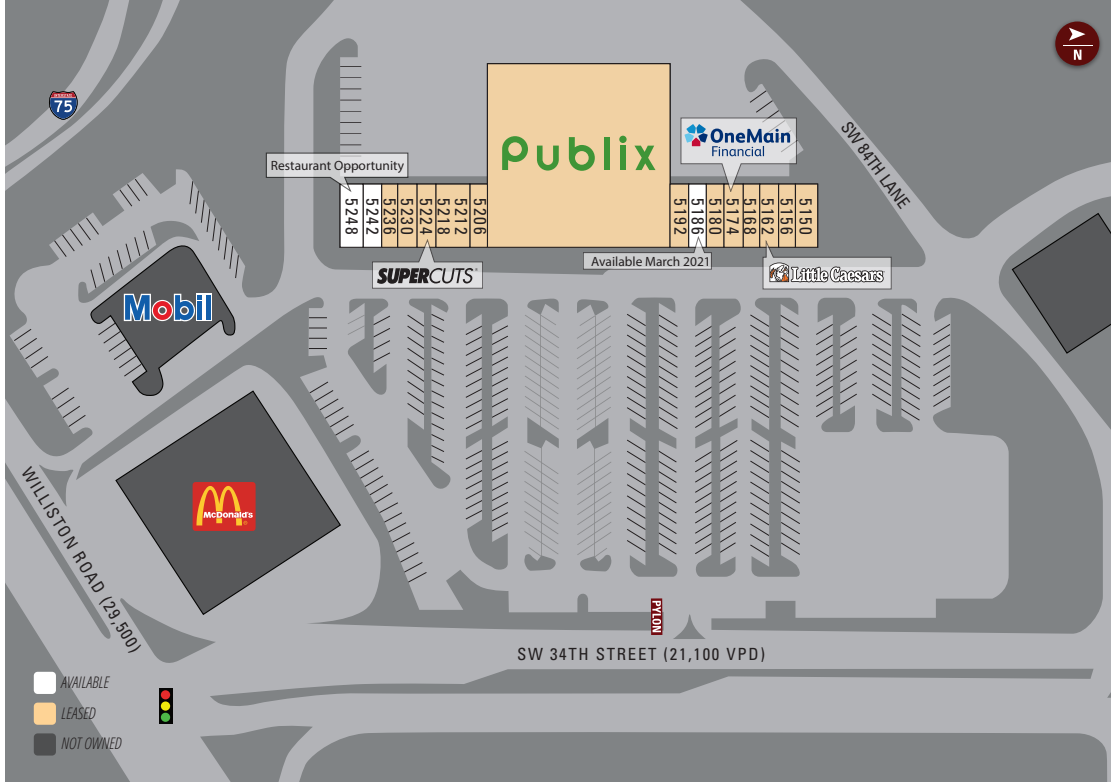 N
INTERSTATE
75
SW 84TH LANE
OneMain
Financial
Publix
Restaurant Opportunity
5248
5242
5236
5230
5224
5218
5212
5206
5192
5186
5180
5174
5168
5162
5156
5150
Available March 2021
SUPERCUTS
Little Caesars
Mobil
McDonald's
WILLISTON ROAD (29,500)
PYLON
SW 34TH STREET (21,100 VPD)
AVAILABLE
LEASED
NOT OWNED